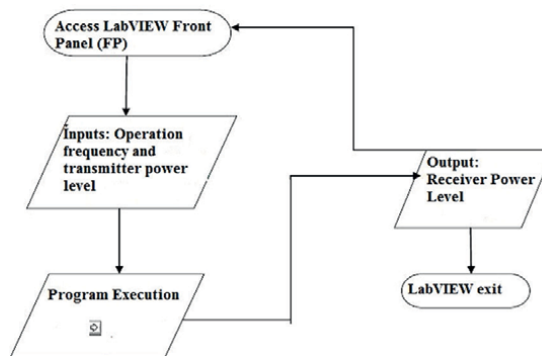 Access LabVIEW Front
Panel (FP)
Inputs: Operation
frequency and
transmitter power
level
Program Execution
Output:
Receiver Power
Level
LabVIEW exit